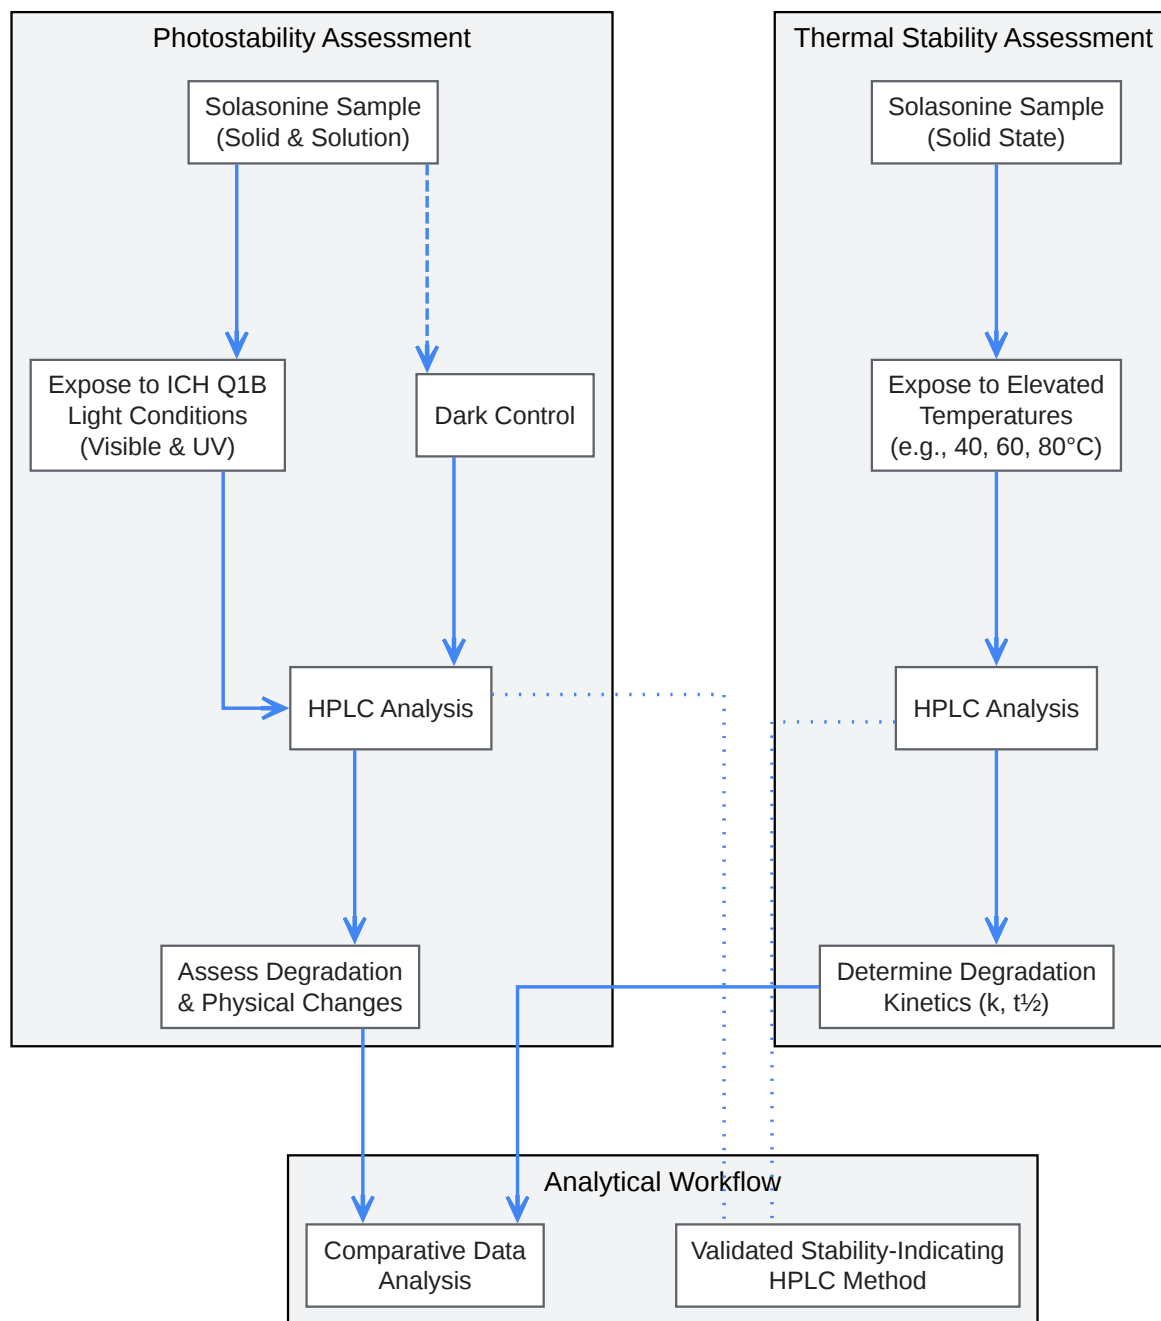 Photostability Assessment
Solasonine Sample
(Solid & Solution)
Expose to ICH Q1B
Light Conditions
(Visible & UV)
Dark Control
HPLC Analysis
Assess Degradation
& Physical Changes
Thermal Stability Assessment
Solasonine Sample
(Solid State)
Expose to Elevated
Temperatures
(e.g., 40, 60, 80°C)
HPLC Analysis
Determine Degradation
Kinetics (k, t½)
Analytical Workflow
Comparative Data
Analysis
Validated Stability-Indicating
HPLC Method